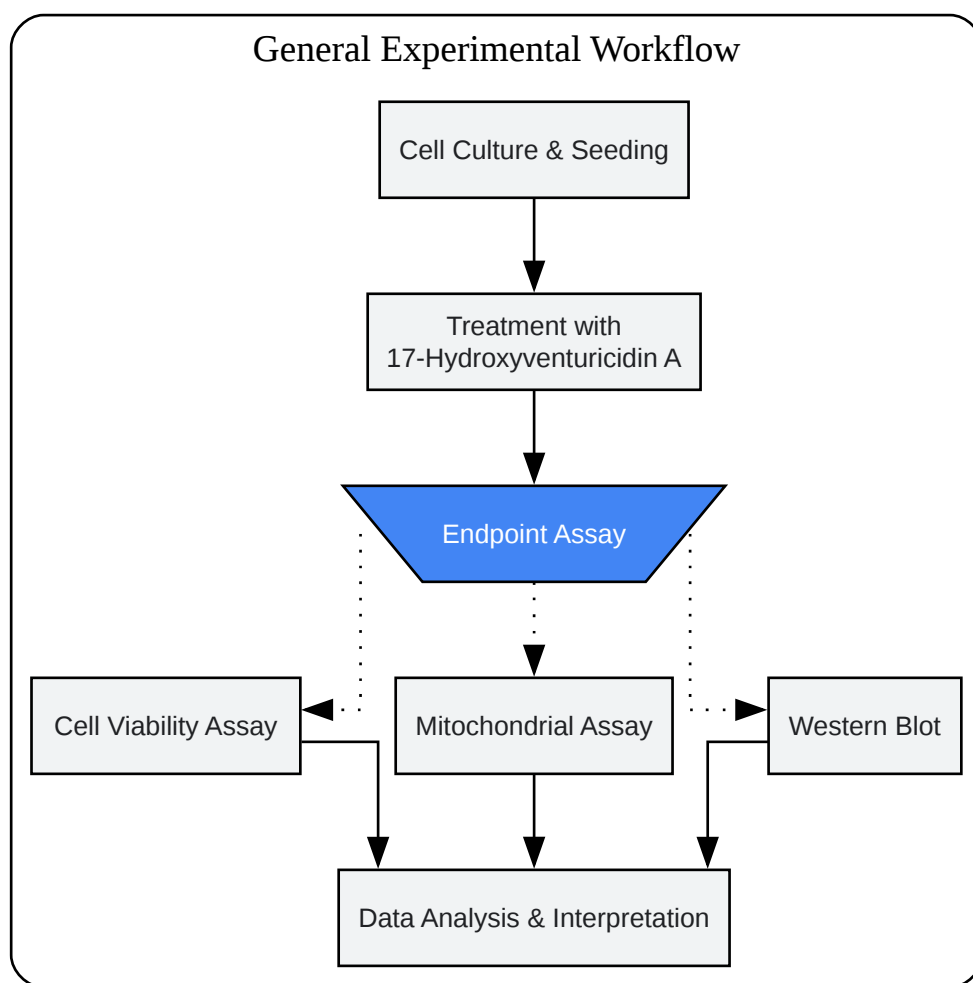 General Experimental Workflow
Cell Culture & Seeding
Treatment with
17-Hydroxyventuricidin A
Endpoint Assay
Cell Viability Assay
Mitochondrial Assay
Western Blot
Data Analysis & Interpretation